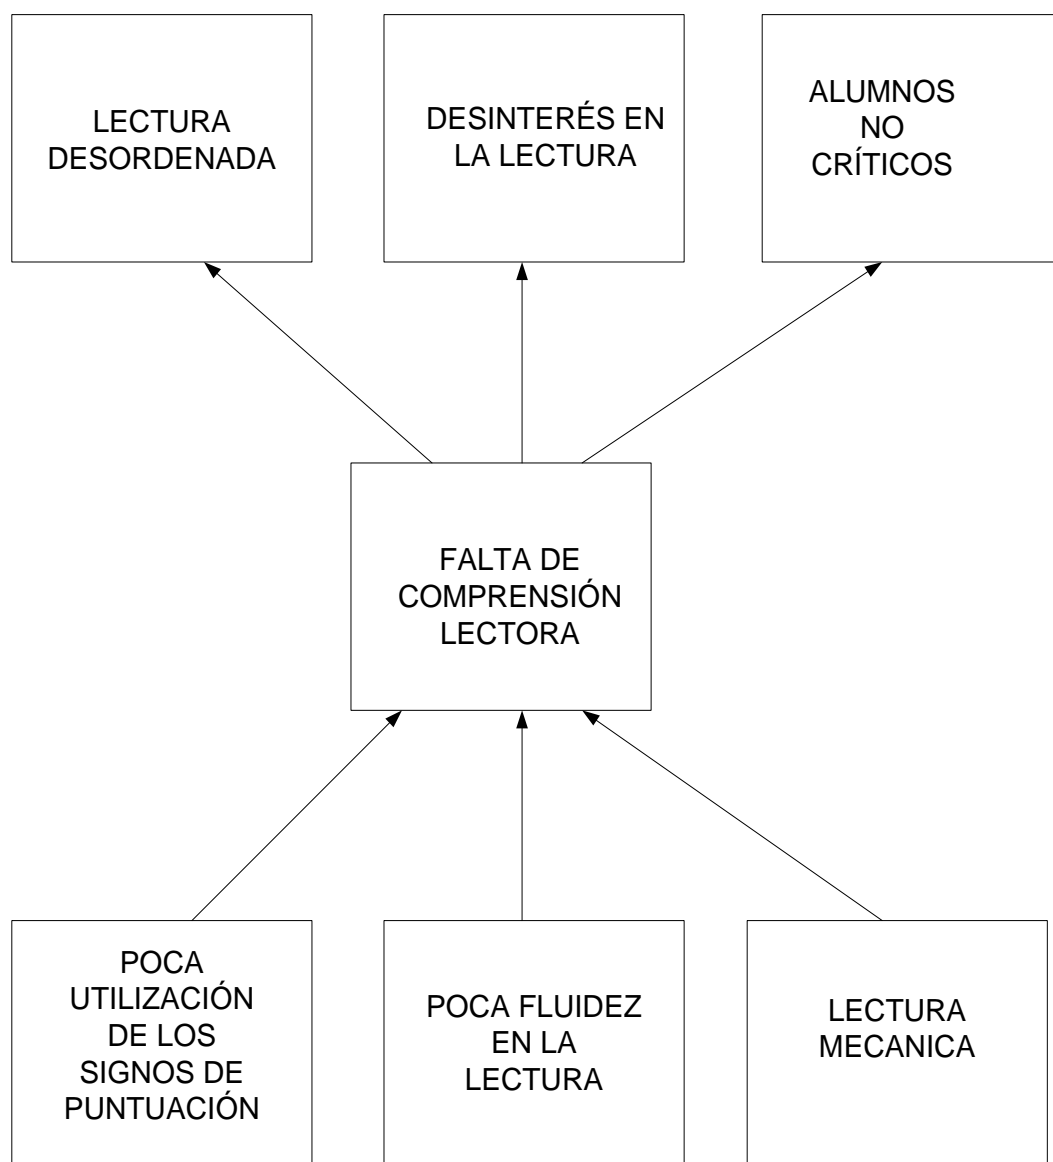 LECTURA
DESORDENADA
DESINTERÉS EN
LA LECTURA
ALUMNOS
NO
CRÍTICOS
FALTA DE
COMPRENSIÓN
LECTORA
POCA
UTILIZACIÓN
DE LOS
SIGNOS DE
PUNTUACIÓN
POCA FLUIDEZ
EN LA
LECTURA
LECTURA
MECANICA